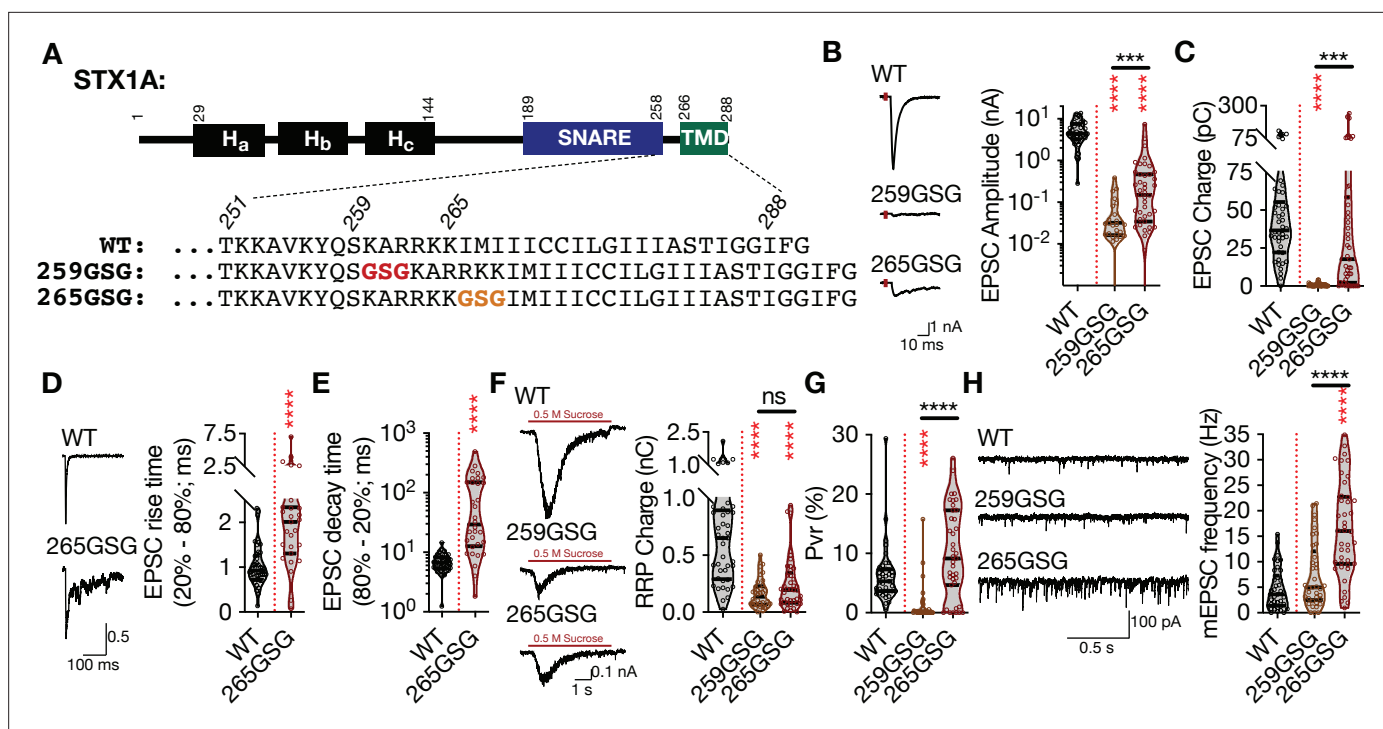 A
STX1A:
1 29 144 189 258 266 288
Ha Hb Hc SNARE TMD
251 259 265 288
WT: ...TKKAVKYQSKARRKKIMIIICCILGIIIASTIGGIFG
259GSG: ...TKKAVKYQSGSGKARRKKIMIIICCILGIIIASTIGGIFG
265GSG: ...TKKAVKYQSKARRKKGSGIMIIICCILGIIIASTIGGIFG
B
WT
259GSG
265GSG
1 nA
10 ms
EPSC Amplitude (nA)
10¹
10⁰
10⁻¹
10⁻²
***
****
****
WT
259GSG
265GSG
C
EPSC Charge (pC)
300
75
75
50
25
0
***
****
WT
259GSG
265GSG
D
WT
265GSG
0.5
100 ms
EPSC rise time
(20% - 80%; ms)
7.5
2.5
2
1
0
****
WT
265GSG
E
EPSC decay time
(80% - 20%; ms)
10³
10²
10¹
10⁰
****
WT
265GSG
F
WT
0.5 M Sucrose
259GSG
0.5 M Sucrose
265GSG
0.5 M Sucrose
0.1 nA
1 s
RRP Charge (nC)
2.5
1.0
1.0
0.5
0.0
ns
****
****
WT
259GSG
265GSG
G
Pvr (%)
30
20
10
0
****
****
WT
259GSG
265GSG
H
WT
259GSG
265GSG
100 pA
0.5 s
mEPSC frequency (Hz)
35
30
25
20
15
10
5
0
****
****
WT
259GSG
265GSG